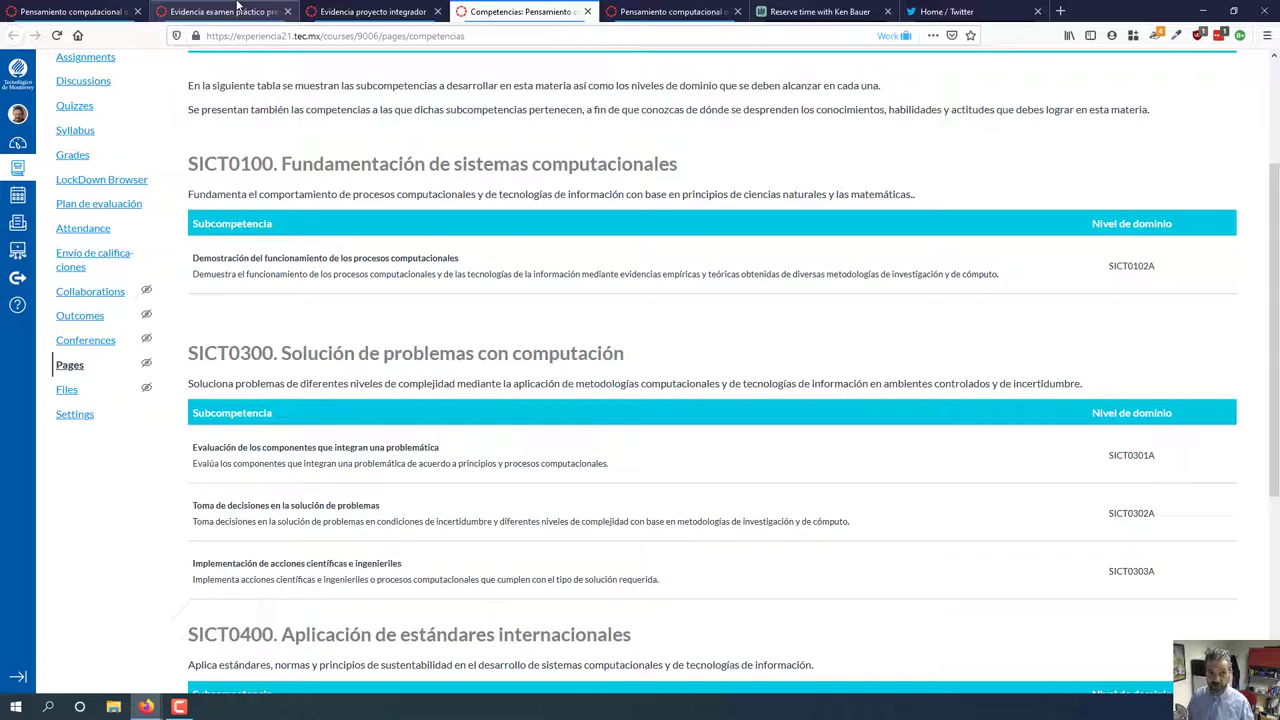 Pensamiento computacional o
Evidencia examen práctico pre
Evidencia proyecto integrador
Competencias: Pensamiento c
Pensamiento computacional o
Reserve time with Ken Bauer
Home / Twitter
https://experiencia21.tec.mx/courses/9006/pages/competencias
Work
Tecnológico
de Monterrey
Assignments
Discussions
Quizzes
Syllabus
Grades
LockDown Browser
Plan de evaluación
Attendance
Envío de califica-
ciones
Collaborations
Outcomes
Conferences
Pages
Files
Settings
En la siguiente tabla se muestran las subcompetencias a desarrollar en esta materia así como los niveles de dominio que se deben alcanzar en cada una.
Se presentan también las competencias a las que dichas subcompetencias pertenecen, a fin de que conozcas de dónde se desprenden los conocimientos, habilidades y actitudes que debes lograr en esta materia.
SICT0100. Fundamentación de sistemas computacionales
Fundamenta el comportamiento de procesos computacionales y de tecnologías de información con base en principios de ciencias naturales y las matemáticas..
Subcompetencia Nivel de dominio
Demostración del funcionamiento de los procesos computacionales
Demuestra el funcionamiento de los procesos computacionales y de las tecnologías de la información mediante evidencias empíricas y teóricas obtenidas de diversas metodologías de investigación y de cómputo.
SICT0102A
SICT0300. Solución de problemas con computación
Soluciona problemas de diferentes niveles de complejidad mediante la aplicación de metodologías computacionales y de tecnologías de información en ambientes controlados y de incertidumbre.
Subcompetencia Nivel de dominio
Evaluación de los componentes que integran una problemática
Evalúa los componentes que integran una problemática de acuerdo a principios y procesos computacionales.
SICT0301A
Toma de decisiones en la solución de problemas
Toma decisiones en la solución de problemas en condiciones de incertidumbre y diferentes niveles de complejidad con base en metodologías de investigación y de cómputo.
SICT0302A
Implementación de acciones científicas e ingenieriles
Implementa acciones científicas e ingenieriles o procesos computacionales que cumplen con el tipo de solución requerida.
SICT0303A
SICT0400. Aplicación de estándares internacionales
Aplica estándares, normas y principios de sustentabilidad en el desarrollo de sistemas computacionales y de tecnologías de información.
Subcompetencia Nivel de dominio